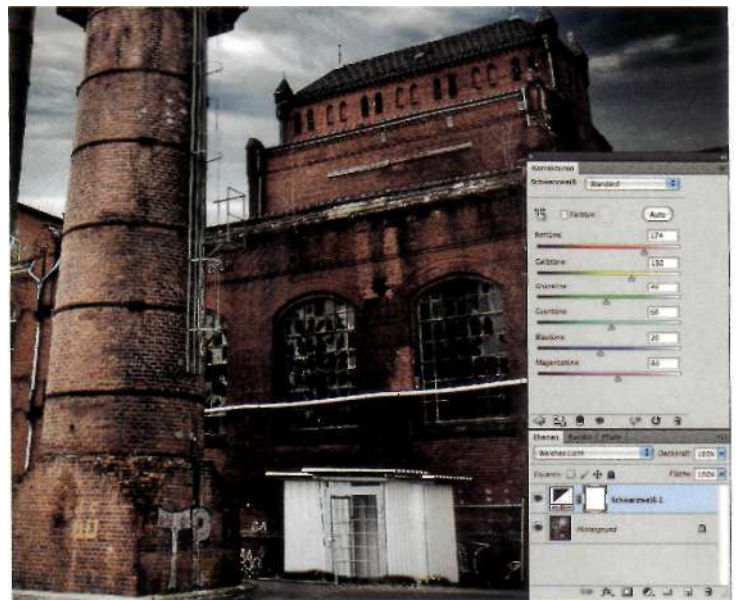 Korrekturen
Schwarzweiß Standard
Farbton Auto
Rottöne: 174
Gelbtöne: 130
Grüntöne: 40
Cyantöne: 60
Blautöne: 20
Magentatöne: 80
Ebenen Kanäle Pfade
Weiches Licht Deckkraft: 100%
Fixieren: Fläche: 100%
Schwarzweiß 1
Hintergrund
TP